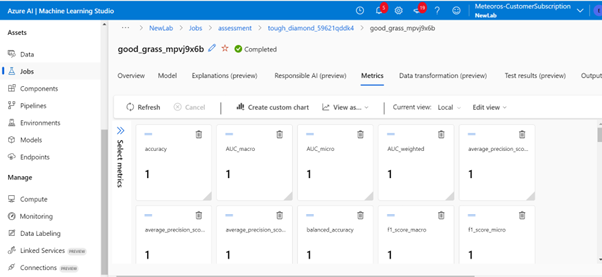 Azure AI | Machine Learning Studio
5
19
Meteoros-CustomerSubscription
NewLab
··· > NewLab > Jobs > assessment > tough_diamond_59621qddk4 > good_grass_mpvj9x6b
good_grass_mpvj9x6b Completed
Overview Model Explanations (preview) Responsible AI (preview) Metrics Data transformation (preview) Test results (preview) Outpu
Refresh Cancel Create custom chart View as... Current view: Local Edit view
Assets
Data
Jobs
Components
Pipelines
Environments
Models
Endpoints
Manage
Compute
Monitoring
Data Labeling
Linked Services PREVIEW
Connections PREVIEW
Select metrics
accuracy
1
AUC_macro
1
AUC_micro
1
AUC_weighted
1
average_precision_sco...
1
average_precision_sco...
1
average_precision_sco...
1
balanced_accuracy
1
f1_score_macro
1
f1_score_micro
1